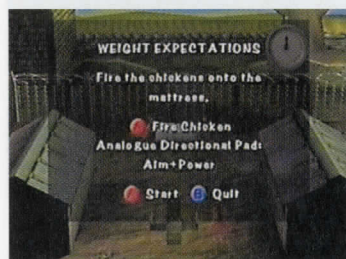 WEIGHT EXPECTATIONS
Fire the chickens onto the
mattress.
A Fire Chicken
Analogue Directional Pad:
Aim+Power
A Start B Quit